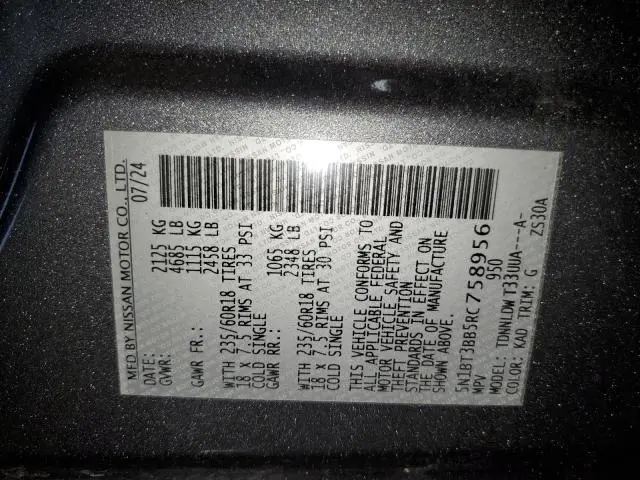 MFD BY NISSAN MOTOR CO., LTD.
DATE: 07/24
GVWR: 2125 KG
4685 LB
GAWR FR.: 1115 KG
2458 LB
WITH 235/60R18 TIRES
18 X 7.5 RIMS AT 33 PSI
COLD SINGLE
GAWR RR.: 1065 KG
2348 LB
WITH 235/60R18 TIRES
18 X 7.5 RIMS AT 30 PSI
COLD SINGLE
THIS VEHICLE CONFORMS TO
ALL APPLICABLE FEDERAL
MOTOR VEHICLE SAFETY AND
THEFT PREVENTION
STANDARDS IN EFFECT ON
THE DATE OF MANUFACTURE
SHOWN ABOVE.
5N1BT3BB5RC758956
MPV 950
MODEL: TDNNLDW T33UUA---A-
COLOR: KAD TRIM: G ZS30A